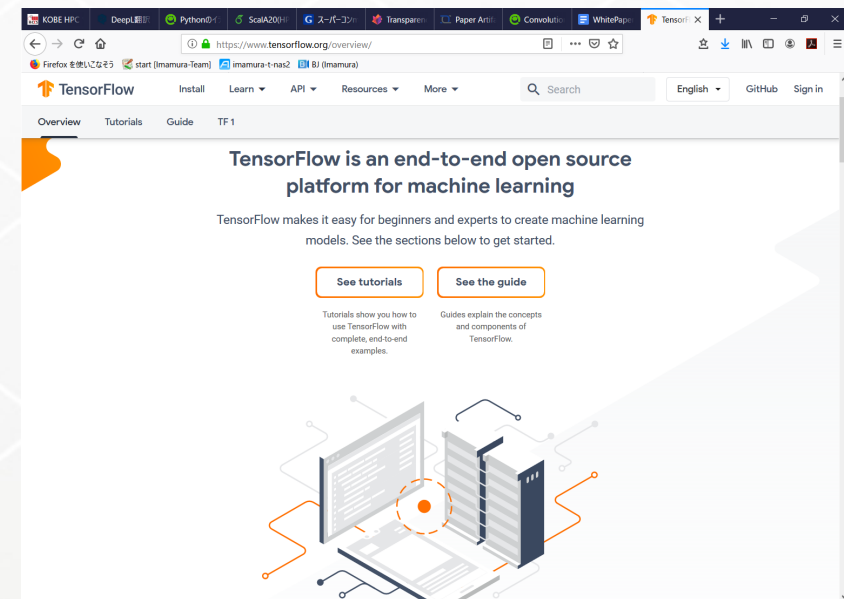 KOBE HPC
DeepL翻訳
Pythonの
ScalA20(H
スーパーコン
Transparen
Paper Artif
Convolutio
WhitePape
TensorF
https://www.tensorflow.org/overview/
Firefox を使いこなそう
start [Imamura-Team]
imamura-t-nas2
BJ (Imamura)
TensorFlow
Install
Learn
API
Resources
More
Search
English
GitHub
Sign in
Overview
Tutorials
Guide
TF 1
TensorFlow is an end-to-end open source
platform for machine learning
TensorFlow makes it easy for beginners and experts to create machine learning
models. See the sections below to get started.
See tutorials
Tutorials show you how to
use TensorFlow with
complete, end-to-end
examples.
See the guide
Guides explain the concepts
and components of
TensorFlow.